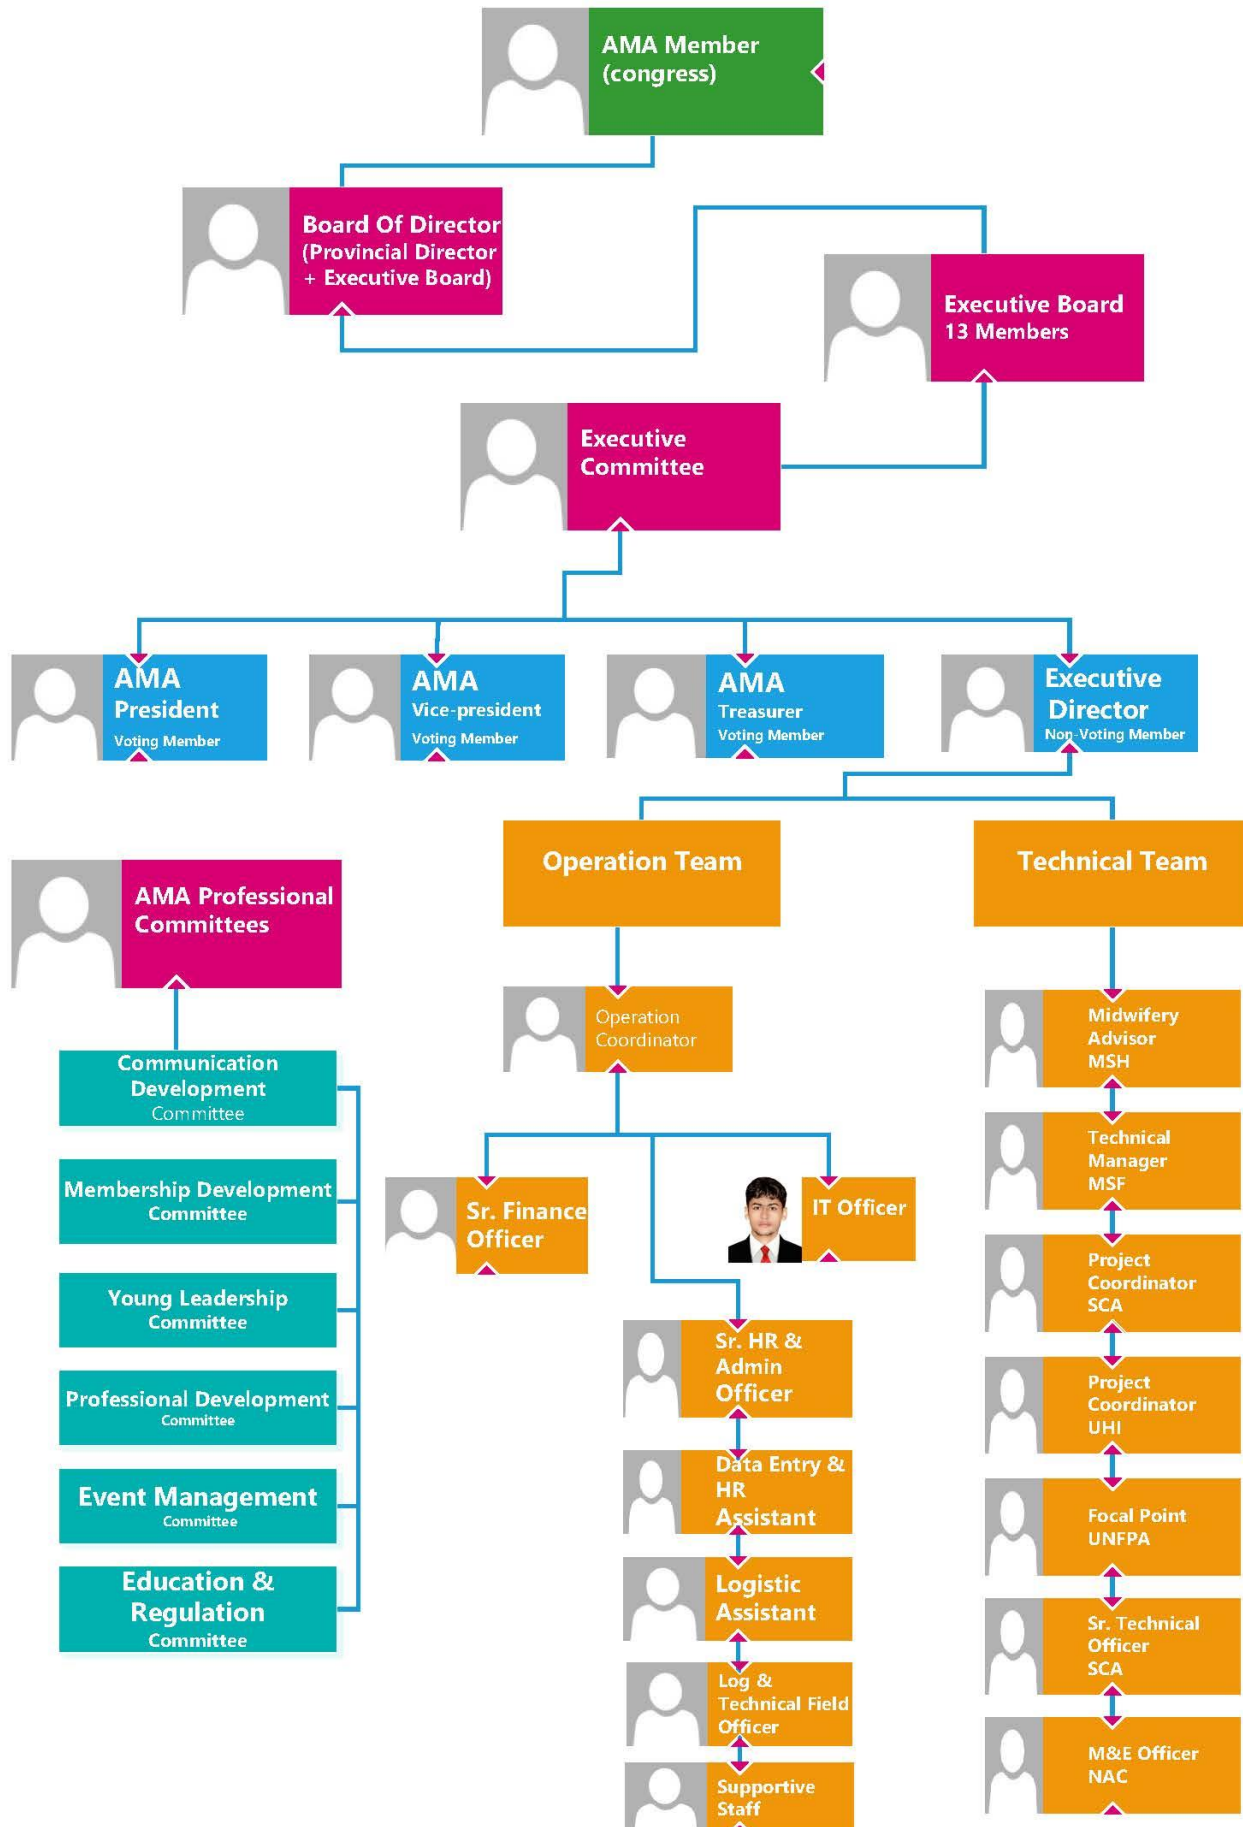 AMA Member
(congress)
Board Of Director
(Provincial Director
+ Executive Board)
Executive Board
13 Members
Executive
Committee
AMA
President
Voting Member
AMA
Vice-president
Voting Member
AMA
Treasurer
Voting Member
Executive
Director
Non-Voting Member
Operation Team
Technical Team
AMA Professional
Committees
Communication
Development
Committee
Membership Development
Committee
Young Leadership
Committee
Professional Development
Committee
Event Management
Committee
Education &
Regulation
Committee
Operation
Coordinator
Sr. Finance
Officer
IT Officer
Sr. HR &
Admin
Officer
Data Entry &
HR
Assistant
Logistic
Assistant
Log &
Technical Field
Officer
Supportive
Staff
Midwifery
Advisor
MSH
Technical
Manager
MSF
Project
Coordinator
SCA
Project
Coordinator
UHI
Focal Point
UNFPA
Sr. Technical
Officer
SCA
M&E Officer
NAC